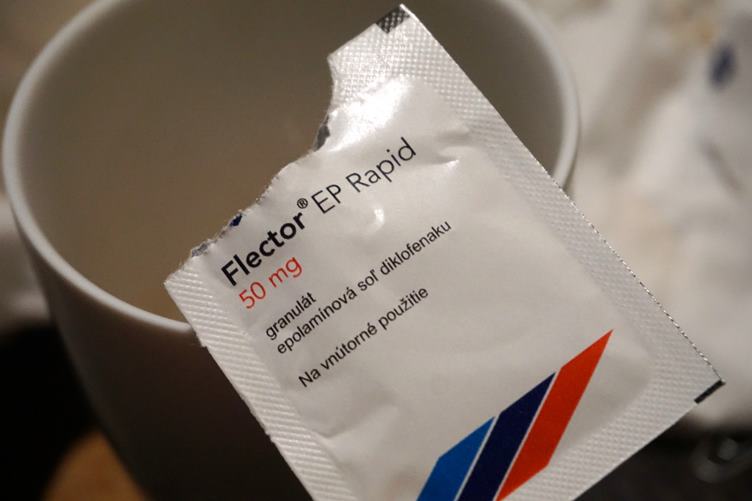 Flector® EP Rapid
50 mg
granulát
epolamínová soľ diklofenaku
Na vnútorné použitie